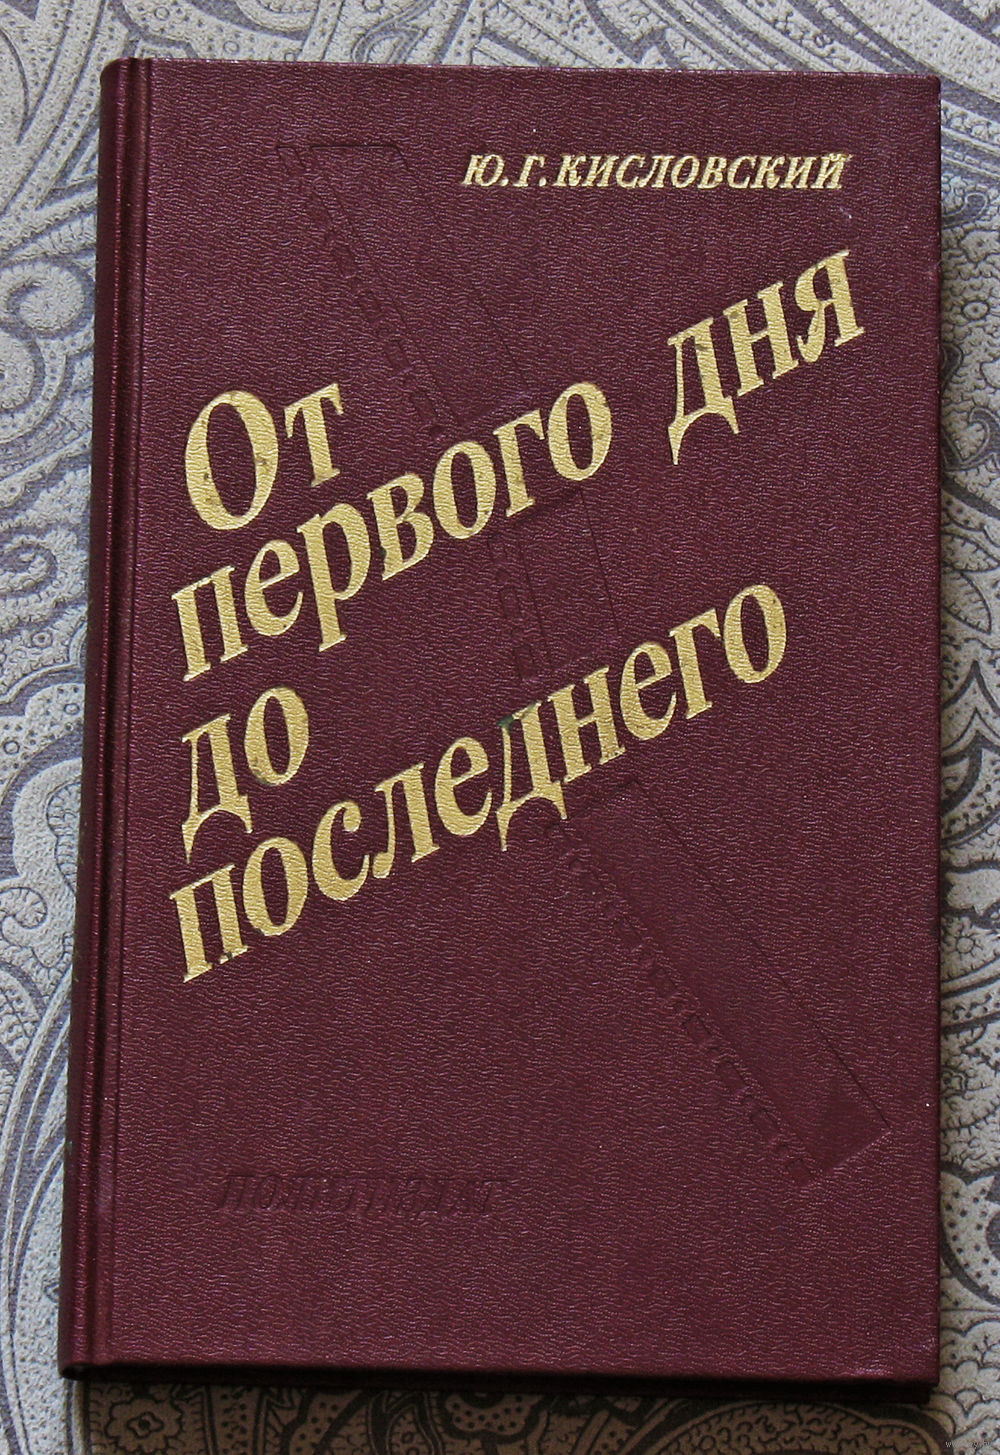 Ю. Г. КИСЛОВСКИЙ
От
первого дня
до
последнего
ПОЛИТИЗДАТ